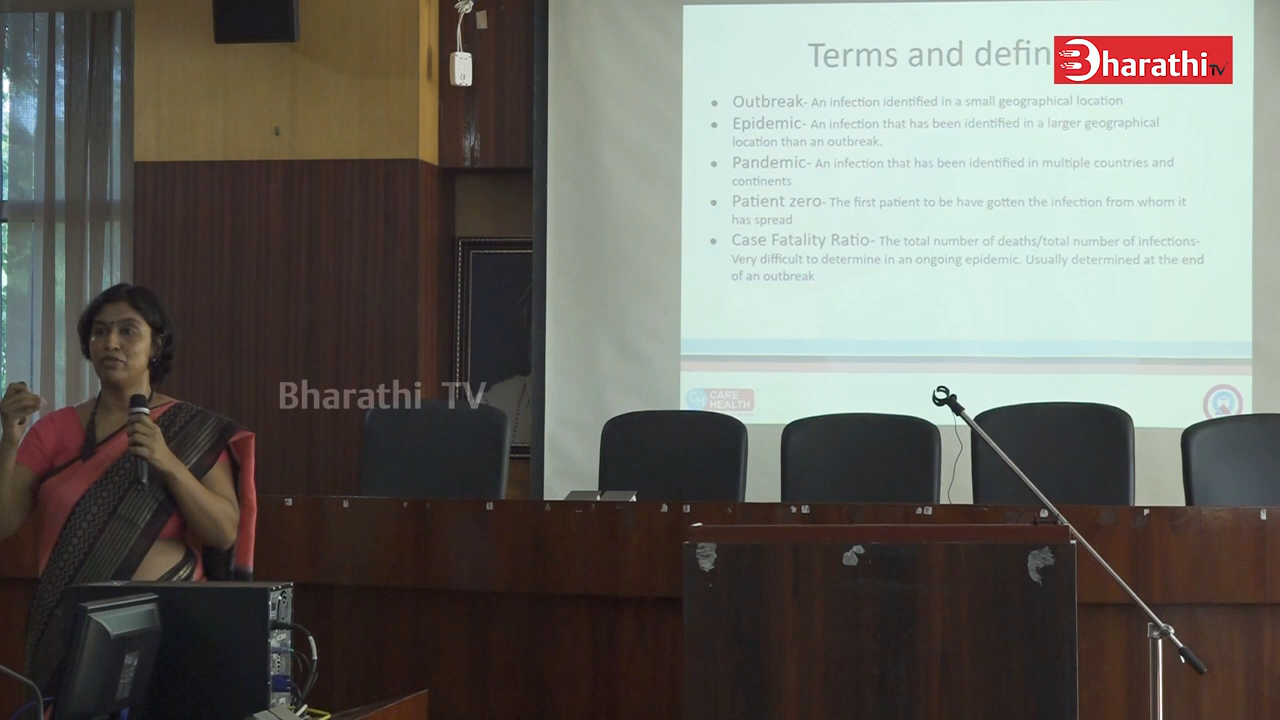 Terms and defin
Bharathi TV
Outbreak- An infection identified in a small geographical location
Epidemic- An infection that has been identified in a larger geographical
location than an outbreak.
Pandemic- An infection that has been identified in multiple countries and
continents
Patient zero- The first patient to be have gotten the infection from whom it
has spread
Case Fatality Ratio- The total number of deaths/total number of infections-
Very difficult to determine in an ongoing epidemic. Usually determined at the end
of an outbreak
Bharathi TV
CARE
HEALTH